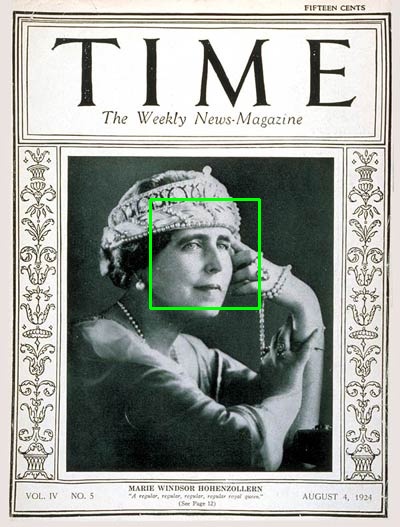 FIFTEEN CENTS
TIME
The Weekly News-Magazine
MARIE WINDSOR HOHENZOLLERN
"A regular, regular, regular, regular royal queen."
(See Page 12)
VOL. IV NO. 5 AUGUST 4, 1924